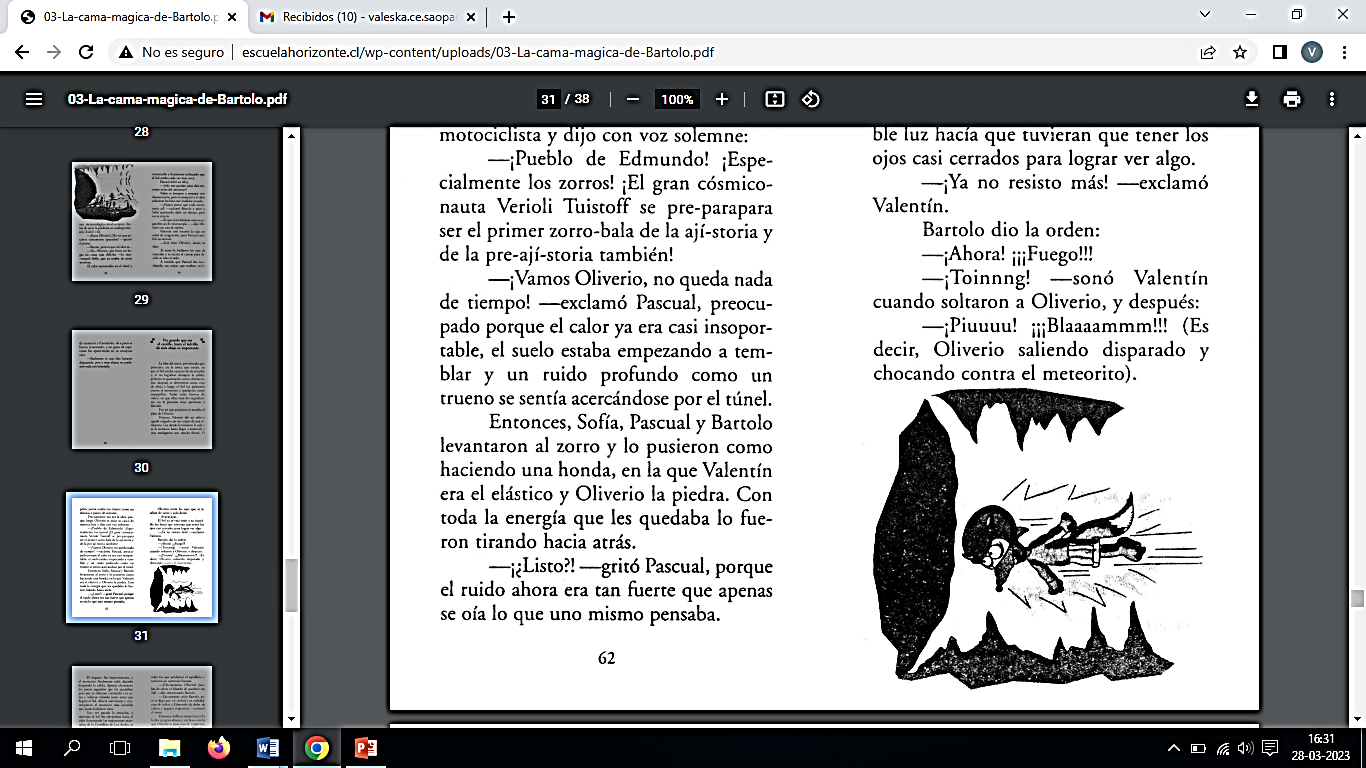 03-La-cama-magica-de-Bartolo.p
Recibidos (10) - valeska.ce.saopa
No es seguro
escuelahorizonte.cl/wp-content/uploads/03-La-cama-magica-de-Bartolo.pdf
V
03-La-cama-magica-de-Bartolo.pdf
31 / 38
100%
28
29
30
31
motociclista y dijo con voz solemne:
—¡Pueblo de Edmundo! ¡Espe-
cialmente los zorros! ¡El gran cósmico-
nauta Verioli Tuistoff se pre-parapara
ser el primer zorro-bala de la ají-storia y
de la pre-ají-storia también!
—¡Vamos Oliverio, no queda nada
de tiempo! —exclamó Pascual, preocu-
pado porque el calor ya era casi insopor-
table, el suelo estaba empezando a tem-
blar y un ruido profundo como un
trueno se sentía acercándose por el túnel.
Entonces, Sofía, Pascual y Bartolo
levantaron al zorro y lo pusieron como
haciendo una honda, en la que Valentín
era el elástico y Oliverio la piedra. Con
toda la energía que les quedaba lo fue-
ron tirando hacia atrás.
—¡¿Listo?! —gritó Pascual, porque
el ruido ahora era tan fuerte que apenas
se oía lo que uno mismo pensaba.
62
ble luz hacía que tuvieran que tener los
ojos casi cerrados para lograr ver algo.
—¡Ya no resisto más! —exclamó
Valentín.
Bartolo dio la orden:
—¡Ahora! ¡¡¡Fuego!!!
—¡Toinnng! —sonó Valentín
cuando soltaron a Oliverio, y después:
—¡Piuuuu! ¡¡¡Blaaaammm!!! (Es
decir, Oliverio saliendo disparado y
chocando contra el meteorito).
16:31
28-03-2023